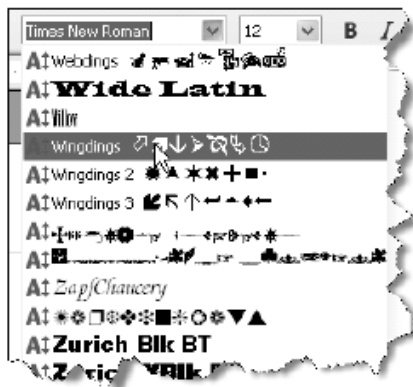 Times New Roman 12 B I
Webdings
Wide Latin
Willow
Wingdings
Wingdings 2
Wingdings 3
ZapfChancery
Zurich Blk BT